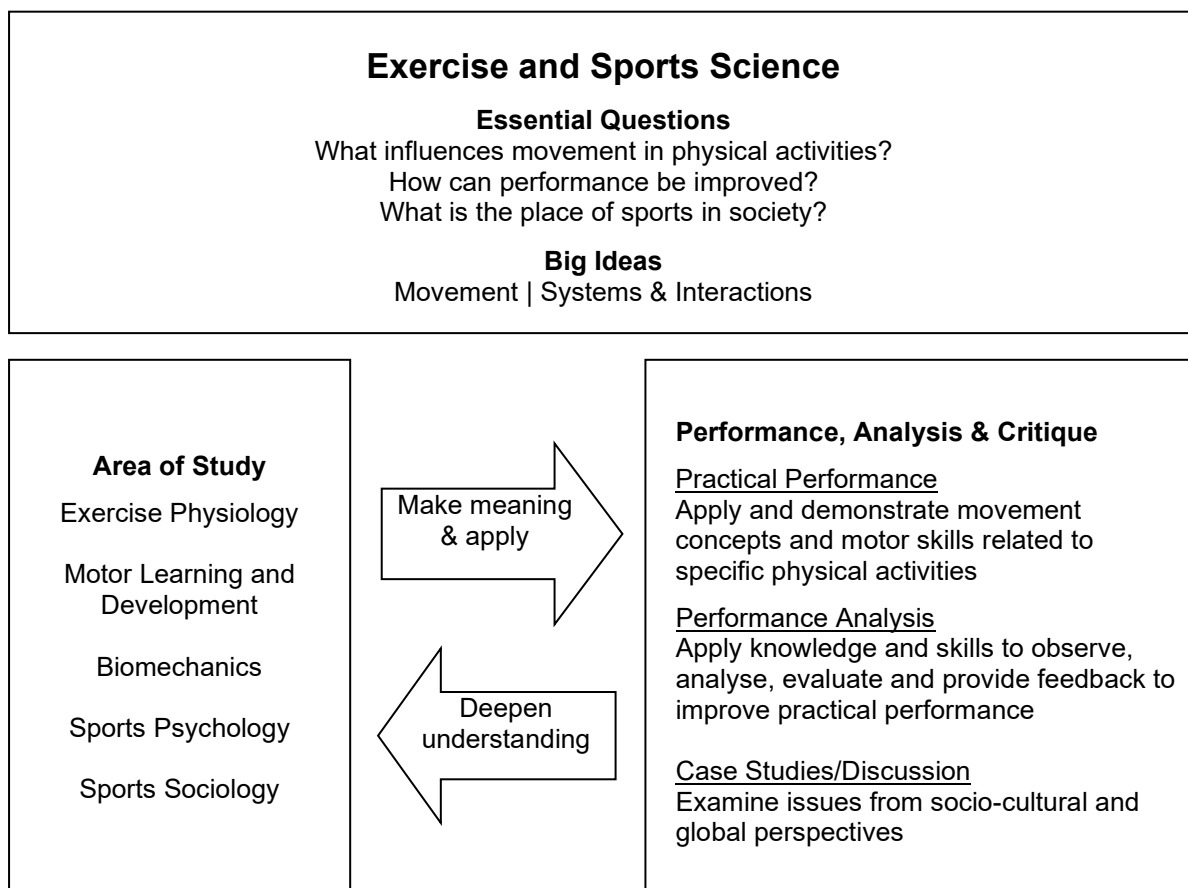 Exercise and Sports Science
Essential Questions
What influences movement in physical activities?
How can performance be improved?
What is the place of sports in society?
Big Ideas
Movement | Systems & Interactions
Area of Study
Exercise Physiology
Motor Learning and
Development
Biomechanics
Sports Psychology
Sports Sociology
Make meaning
& apply
Deepen
understanding
Performance, Analysis & Critique
Practical Performance
Apply and demonstrate movement
concepts and motor skills related to
specific physical activities
Performance Analysis
Apply knowledge and skills to observe,
analyse, evaluate and provide feedback to
improve practical performance
Case Studies/Discussion
Examine issues from socio-cultural and
global perspectives